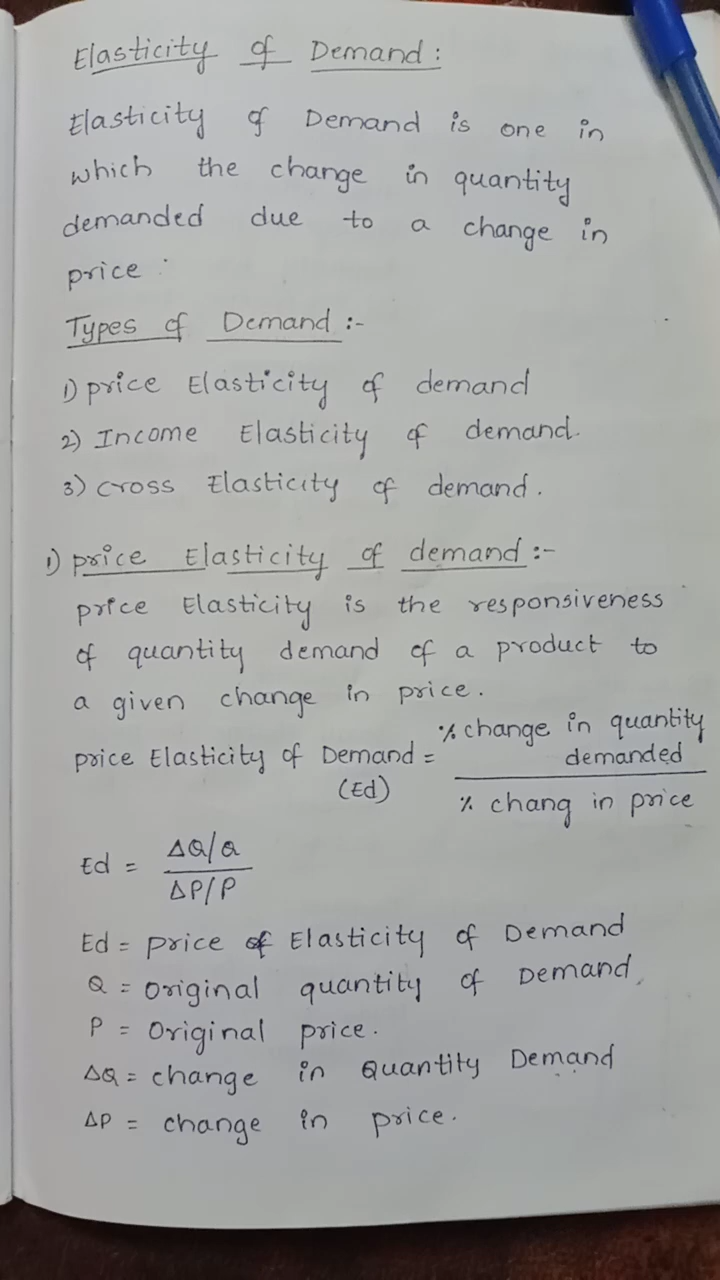 Elasticity of Demand :
Elasticity of Demand is one in
which the change in quantity
demanded due to a change in
price .
Types of Demand :-
1) price Elasticity of demand
2) Income Elasticity of demand.
3) cross Elasticity of demand .
1) price Elasticity of demand :-
price Elasticity is the responsiveness
of quantity demand of a product to
a given change in price .
price Elasticity of Demand = % change in quantity demanded
(Ed) % chang in price
Ed = ΔQ/Q
ΔP/P
Ed = price of Elasticity of Demand
Q = Original quantity of Demand.
P = Original price .
ΔQ = change in Quantity Demand
ΔP = change in price .